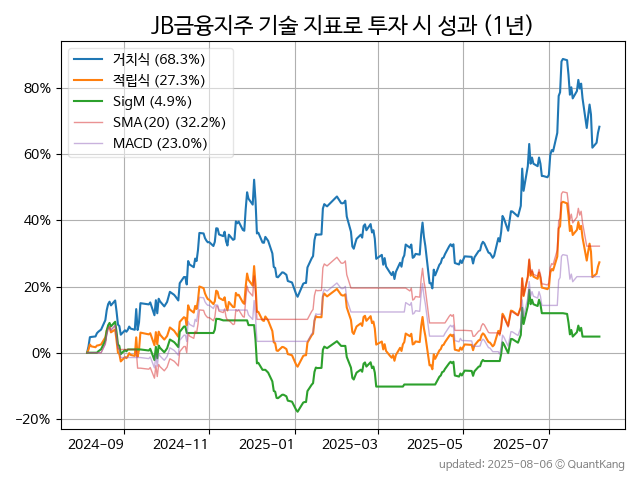 JB금융지주 기술 지표로 투자 시 성과 (1년)
거치식 (68.3%)
적립식 (27.3%)
SigM (4.9%)
SMA(20) (32.2%)
MACD (23.0%)
80%
60%
40%
20%
0%
−20%
2024-09 2024-11 2025-01 2025-03 2025-05 2025-07
updated: 2025-08-06 © QuantKang